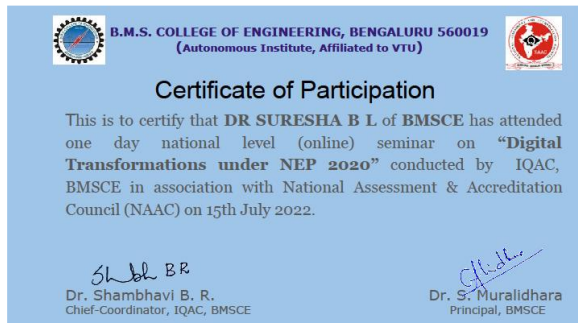 B.M.S. COLLEGE OF ENGINEERING, BENGALURU 560019
(Autonomous Institute, Affiliated to VTU)
NAAC
Certificate of Participation
This is to certify that DR SURESHA B L of BMSCE has attended
one day national level (online) seminar on “Digital
Transformations under NEP 2020” conducted by IQAC,
BMSCE in association with National Assessment & Accreditation
Council (NAAC) on 15th July 2022.
Dr. Shambhavi B. R.
Chief-Coordinator, IQAC, BMSCE
Dr. S. Muralidhara
Principal, BMSCE